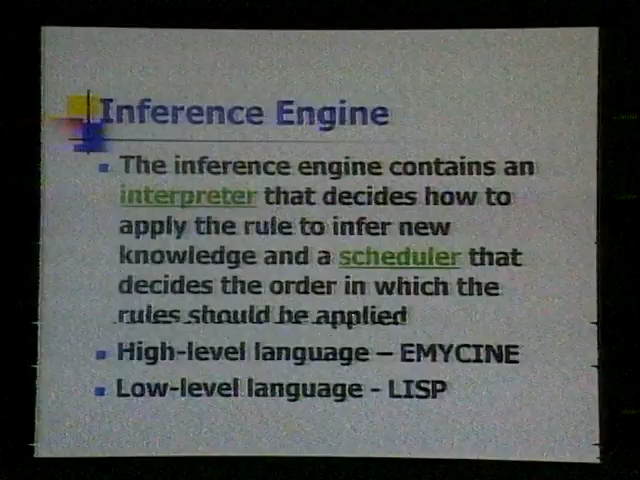 Inference Engine
The inference engine contains an
interpreter that decides how to
apply the rule to infer new
knowledge and a scheduler that
decides the order in which the
rules should be applied
High-level language – EMYCINE
Low-level language - LISP